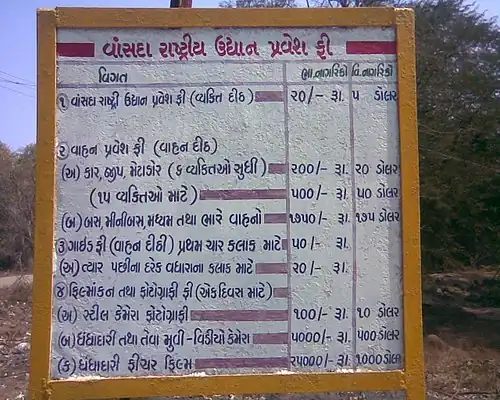 વાંસદા રાષ્ટ્રીય ઉદ્યાન પ્રવેશ ફી
વિગત ભા.નાગરિકો વિ.નાગરિકો
૧ વાંસદા રાષ્ટ્રી ઉદ્યાન પ્રવેશ ફી (વ્યક્તિ દીઠ) ૨૦/- રૂા. ૫ ડોલર
૨ વાહન પ્રવેશ ફી (વાહન દીઠ)
(અ) કાર, જીપ, મેટાડોર (૬ વ્યક્તિઓ સુધી) ૨૦૦/- રૂા. ૨૦ ડોલર
(૧૫ વ્યક્તિઓ માટે) ૫૦૦/- રૂા. ૫૦ ડોલર
(બ) બસ, મીનીબસ, મધ્યમ તથા ભારે વાહનો ૧૭૫૦/- રૂા. ૧૭૫ ડોલર
૩ ગાઈડ ફી (વાહન દીઠી) પ્રથમ ચાર કલાક માટે ૫૦/- રૂા.
(અ) ત્યાર પછીના દરેક વધારાના કલાક માટે ૨૦/- રૂા.
૪ ફિલ્માંકન તથા ફોટોગ્રાફી ફી (એક દિવસ માટે)
(અ) સ્ટીલ કેમેરા ફોટોગ્રાફી ૧૦૦/- રૂા. ૧૦ ડોલર
(બ) ધંધાદારી તથા તેવા મુવી-વિડીયો કેમેરા ૫૦૦૦/- રૂા. ૫૦૦ ડોલર
(ક) ધંધાદારી ફીચર ફિલ્મ ૨૫૦૦૦/- રૂા. ૧૦૦૦ ડોલર